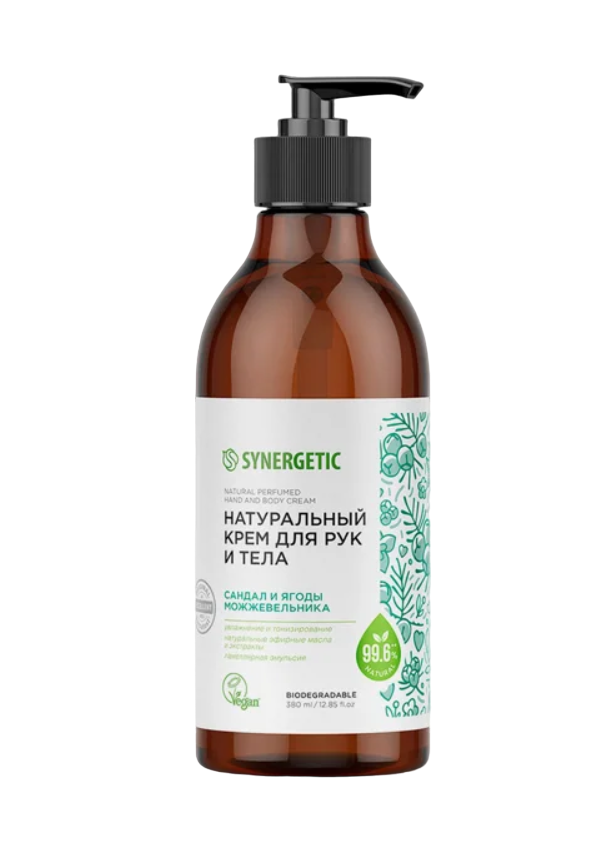 SYNERGETIC
NATURAL PERFUMED
HAND AND BODY CREAM
НАТУРАЛЬНЫЙ
КРЕМ ДЛЯ РУК
И ТЕЛА
САНДАЛ И ЯГОДЫ
МОЖЖЕВЕЛЬНИКА
увлажнение и тонизирование
натуральные эфирные масла
и экстракты
ламеллярная эмульсия
99.6%
NATURAL
Vegan
BIODEGRADABLE
380 ml / 12.85 fl.oz